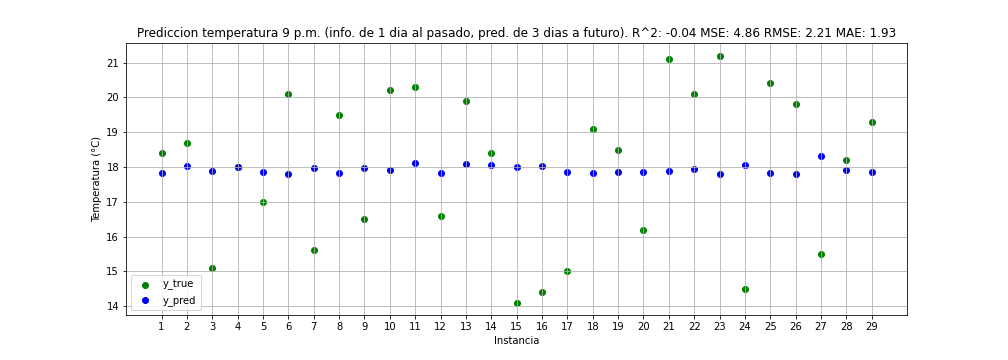 Prediccion temperatura 9 p.m. (info. de 1 dia al pasado, pred. de 3 dias a futuro). R^2: -0.04 MSE: 4.86 RMSE: 2.21 MAE: 1.93
Temperatura (°C)
21
20
19
18
17
16
15
14
y_true
y_pred
1 2 3 4 5 6 7 8 9 10 11 12 13 14 15 16 17 18 19 20 21 22 23 24 25 26 27 28 29
Instancia